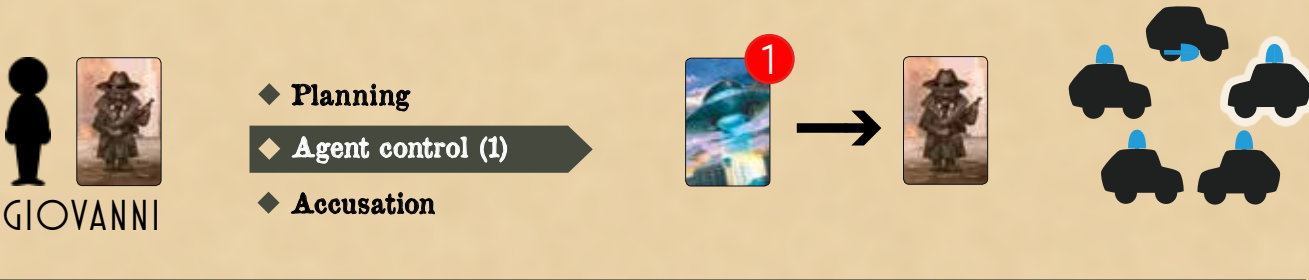 Planning
1
Agent control (1)
Accusation
GIOVANNI